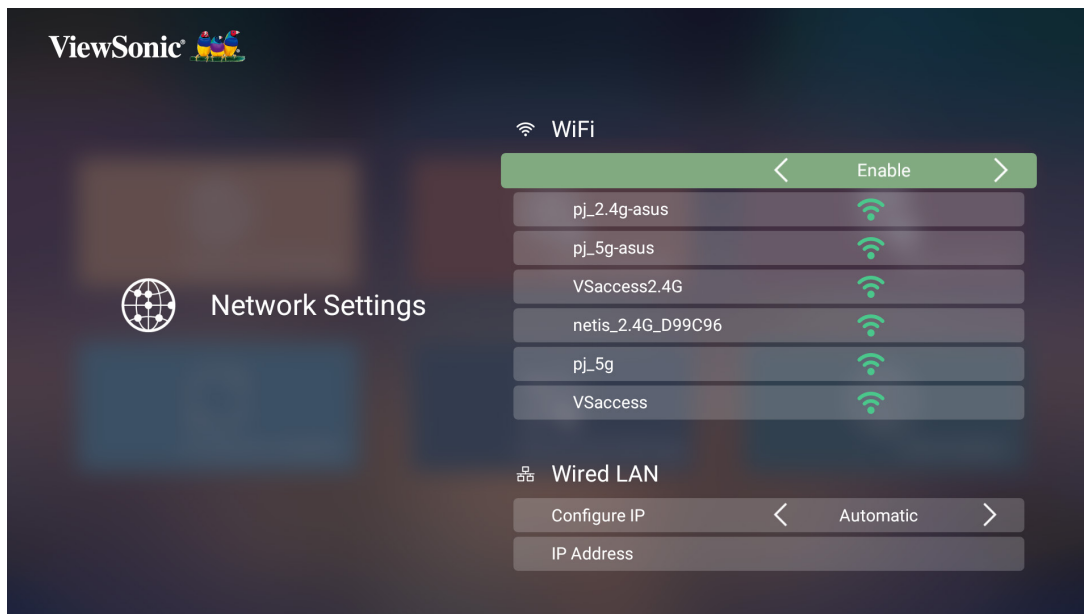 ViewSonic®
WiFi
Enable
pj_2.4g-asus
pj_5g-asus
VSaccess2.4G
netis_2.4G_D99C96
pj_5g
VSaccess
Network Settings
Wired LAN
Configure IP Automatic
IP Address